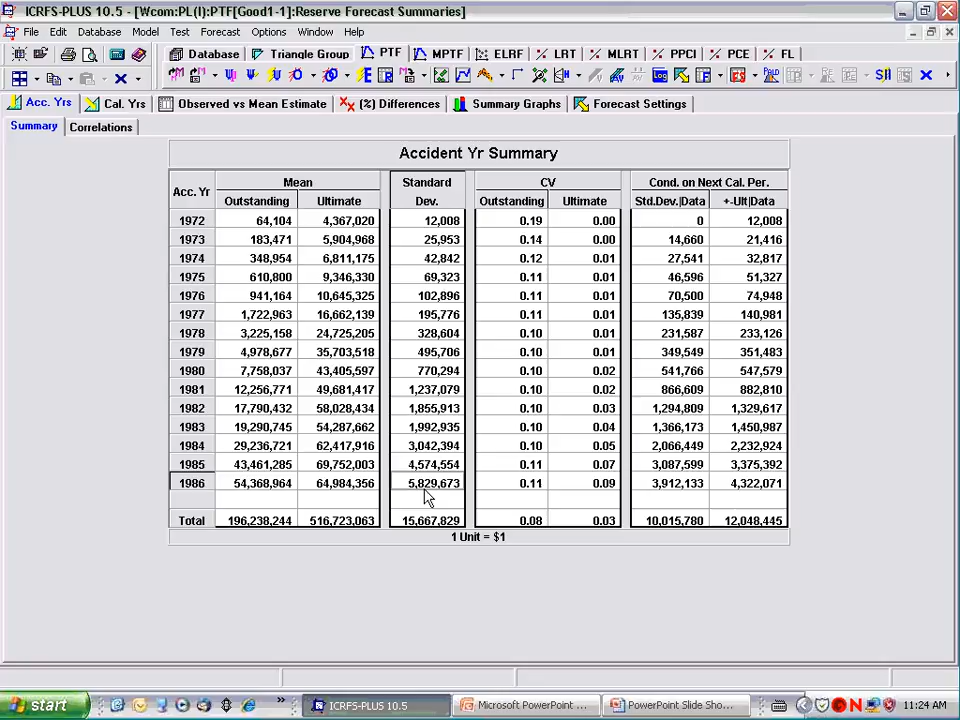 ICRFS-PLUS 10.5 - [Wcom:PL(I):PTF[Good1-1]:Reserve Forecast Summaries]
File Edit Database Model Test Forecast Options Window Help
Database Triangle Group PTF MPTF ELRF LRT MLRT PPCI PCE FL
Acc. Yrs Cal. Yrs Observed vs Mean Estimate (%) Differences Summary Graphs Forecast Settings
Summary Correlations
Accident Yr Summary
Acc. Yr Mean Standard CV Cond. on Next Cal. Per.
Outstanding Ultimate Dev. Outstanding Ultimate Std.Dev.|Data +-Ult|Data
1972 64,104 4,367,020 12,008 0.19 0.00 0 12,008
1973 183,471 5,904,968 25,953 0.14 0.00 14,660 21,416
1974 348,954 6,811,175 42,842 0.12 0.01 27,541 32,817
1975 610,800 9,346,330 69,323 0.11 0.01 46,596 51,327
1976 941,164 10,645,325 102,896 0.11 0.01 70,500 74,948
1977 1,722,963 16,662,139 195,776 0.11 0.01 135,839 140,981
1978 3,225,158 24,725,205 328,604 0.10 0.01 231,587 233,126
1979 4,978,677 35,703,518 495,706 0.10 0.01 349,549 351,483
1980 7,758,037 43,405,597 770,294 0.10 0.02 541,766 547,579
1981 12,256,771 49,681,417 1,237,079 0.10 0.02 866,609 882,810
1982 17,790,432 58,028,434 1,855,913 0.10 0.03 1,294,809 1,329,617
1983 19,290,745 54,287,662 1,992,935 0.10 0.04 1,366,173 1,450,987
1984 29,236,721 62,417,916 3,042,394 0.10 0.05 2,066,449 2,232,924
1985 43,461,285 69,752,003 4,574,554 0.11 0.07 3,087,599 3,375,392
1986 54,368,964 64,984,356 5,829,673 0.11 0.09 3,912,133 4,322,071
Total 196,238,244 516,723,063 15,667,829 0.08 0.03 10,015,780 12,048,445
1 Unit = $1
start ICRFS-PLUS 10.5 Microsoft PowerPoint ... PowerPoint Slide Sho... 11:24 AM